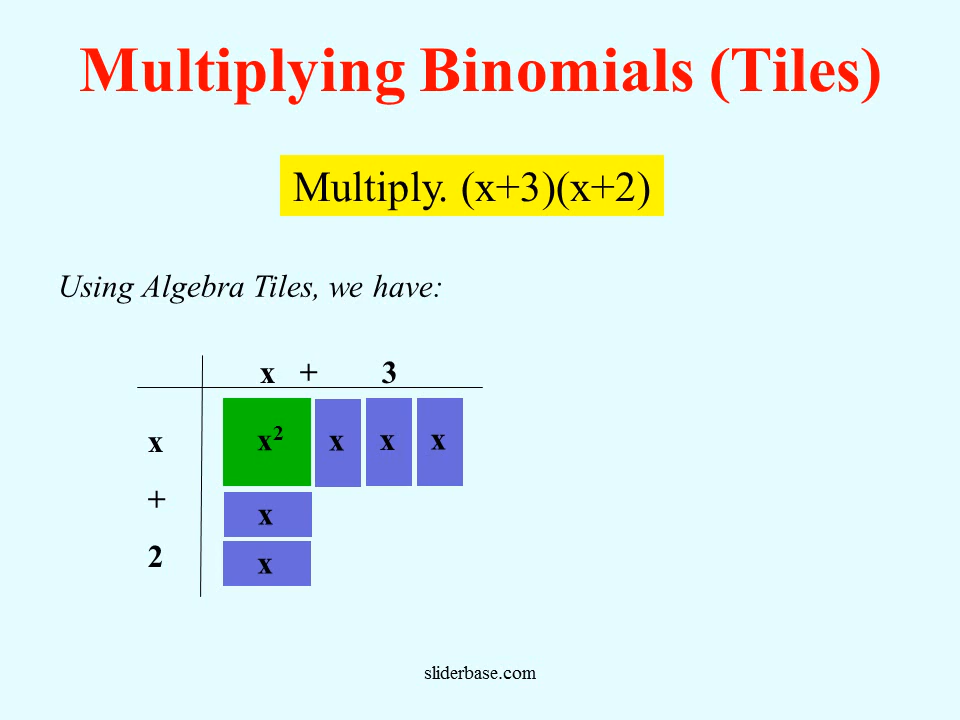 Multiplying Binomials (Tiles)
Multiply. (x+3)(x+2)
Using Algebra Tiles, we have:
x + 3
x x² x x x
+ x
2 x
sliderbase.com